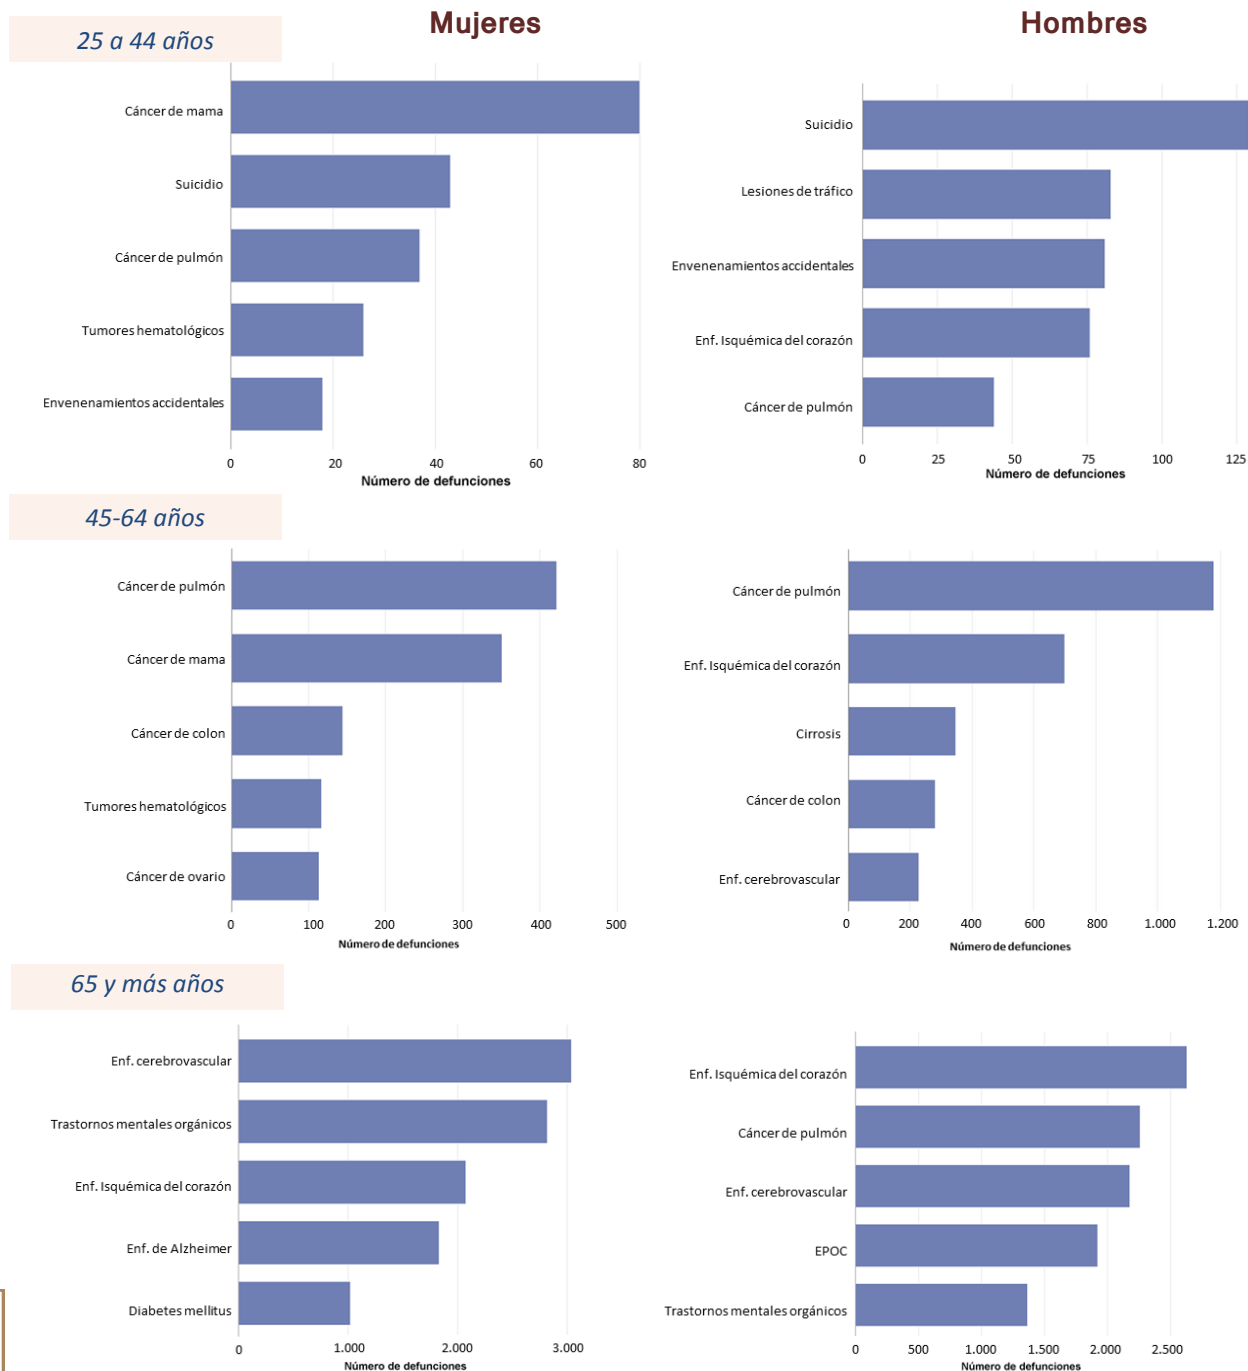 Mujeres
Hombres
25 a 44 años
Cáncer de mama
Suicidio
Cáncer de pulmón
Tumores hematológicos
Envenenamientos accidentales
0 20 40 60 80
Número de defunciones
Suicidio
Lesiones de tráfico
Envenenamientos accidentales
Enf. Isquémica del corazón
Cáncer de pulmón
0 25 50 75 100 125
Número de defunciones
45-64 años
Cáncer de pulmón
Cáncer de mama
Cáncer de colon
Tumores hematológicos
Cáncer de ovario
0 100 200 300 400 500
Número de defunciones
Cáncer de pulmón
Enf. Isquémica del corazón
Cirrosis
Cáncer de colon
Enf. cerebrovascular
0 200 400 600 800 1.000 1.200
Número de defunciones
65 y más años
Enf. cerebrovascular
Trastornos mentales orgánicos
Enf. Isquémica del corazón
Enf. de Alzheimer
Diabetes mellitus
0 1.000 2.000 3.000
Número de defunciones
Enf. Isquémica del corazón
Cáncer de pulmón
Enf. cerebrovascular
EPOC
Trastornos mentales orgánicos
0 500 1.000 1.500 2.000 2.500
Número de defunciones